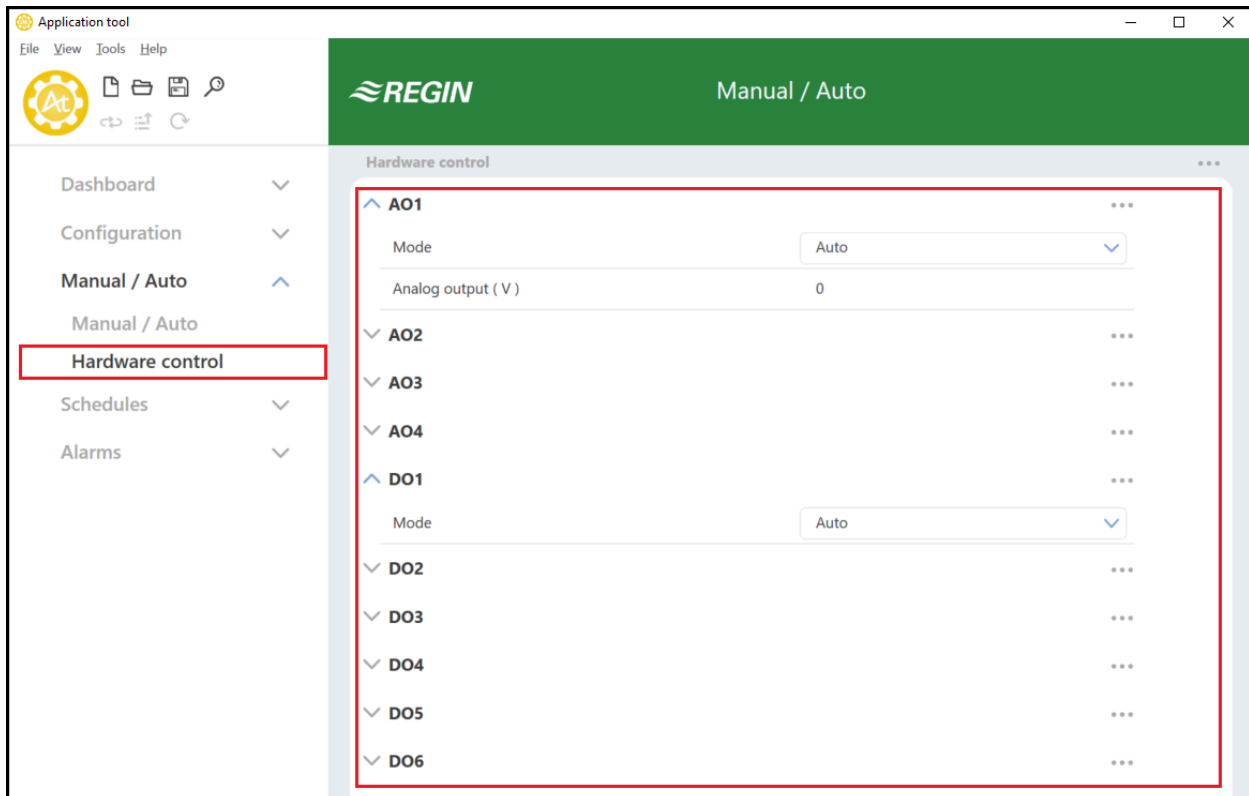 Application tool
File View Tools Help
At
REGIN
Manual / Auto
Dashboard
Configuration
Manual / Auto
Manual / Auto
Hardware control
Schedules
Alarms
Hardware control
AO1
Mode Auto
Analog output ( V ) 0
AO2
AO3
AO4
DO1
Mode Auto
DO2
DO3
DO4
DO5
DO6